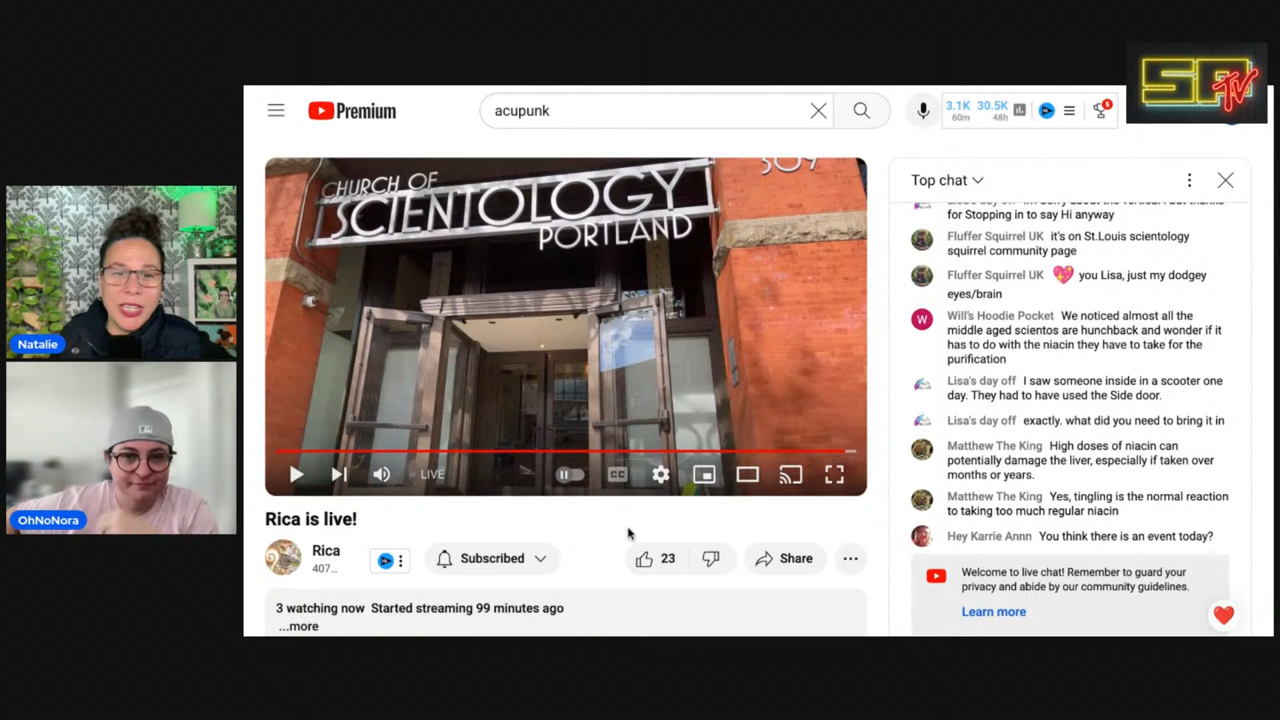 SPTV
Premium
acupunk
3.1K 30.5K
60m 48h
5
CHURCH OF
SCIENTOLOGY
PORTLAND
309
LIVE
CC
Natalie
OhNoNora
Rica is live!
Rica
407...
Subscribed
23
Share
3 watching now Started streaming 99 minutes ago
...more
Top chat
for Stopping in to say Hi anyway
Fluffer Squirrel UK it's on St.Louis scientology
squirrel community page
Fluffer Squirrel UK 💖 you Lisa, just my dodgey
eyes/brain
W
Will's Hoodie Pocket We noticed almost all the
middle aged scientos are hunchback and wonder if it
has to do with the niacin they have to take for the
purification
Lisa's day off I saw someone inside in a scooter one
day. They had to have used the Side door.
Lisa's day off exactly. what did you need to bring it in
Matthew The King High doses of niacin can
potentially damage the liver, especially if taken over
months or years.
Matthew The King Yes, tingling is the normal reaction
to taking too much regular niacin
Hey Karrie Annn You think there is an event today?
Welcome to live chat! Remember to guard your
privacy and abide by our community guidelines.
Learn more